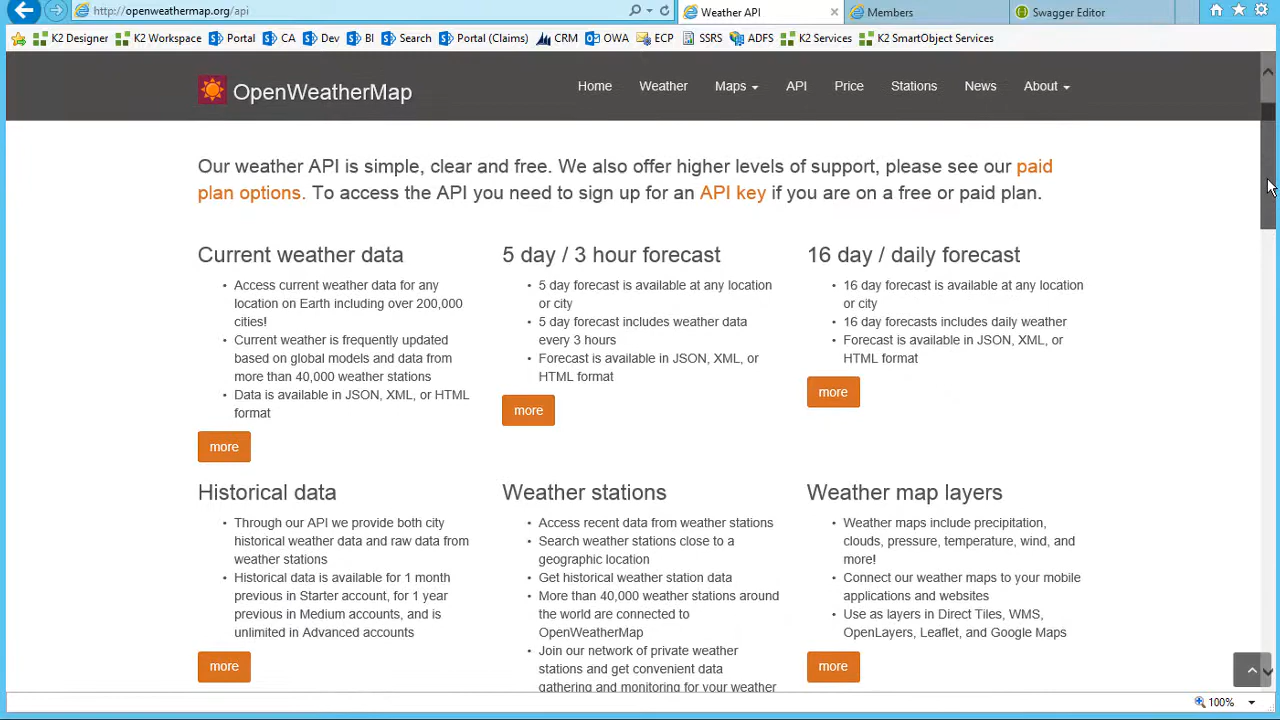 http://openweathermap.org/api
Weather API
Members
Swagger Editor
K2 Designer K2 Workspace Portal CA Dev BI Search Portal (Claims) CRM OWA ECP SSRS ADFS K2 Services K2 SmartObject Services
OpenWeatherMap
Home Weather Maps API Price Stations News About
Our weather API is simple, clear and free. We also offer higher levels of support, please see our paid
plan options. To access the API you need to sign up for an API key if you are on a free or paid plan.
Current weather data
• Access current weather data for any
location on Earth including over 200,000
cities!
• Current weather is frequently updated
based on global models and data from
more than 40,000 weather stations
• Data is available in JSON, XML, or HTML
format
more
5 day / 3 hour forecast
• 5 day forecast is available at any location
or city
• 5 day forecast includes weather data
every 3 hours
• Forecast is available in JSON, XML, or
HTML format
more
16 day / daily forecast
• 16 day forecast is available at any location
or city
• 16 day forecasts includes daily weather
• Forecast is available in JSON, XML, or
HTML format
more
Historical data
• Through our API we provide both city
historical weather data and raw data from
weather stations
• Historical data is available for 1 month
previous in Starter account, for 1 year
previous in Medium accounts, and is
unlimited in Advanced accounts
more
Weather stations
• Access recent data from weather stations
• Search weather stations close to a
geographic location
• Get historical weather station data
• More than 40,000 weather stations around
the world are connected to
OpenWeatherMap
• Join our network of private weather
stations and get convenient data
gathering and monitoring for your weather
Weather map layers
• Weather maps include precipitation,
clouds, pressure, temperature, wind, and
more!
• Connect our weather maps to your mobile
applications and websites
• Use as layers in Direct Tiles, WMS,
OpenLayers, Leaflet, and Google Maps
more
100%